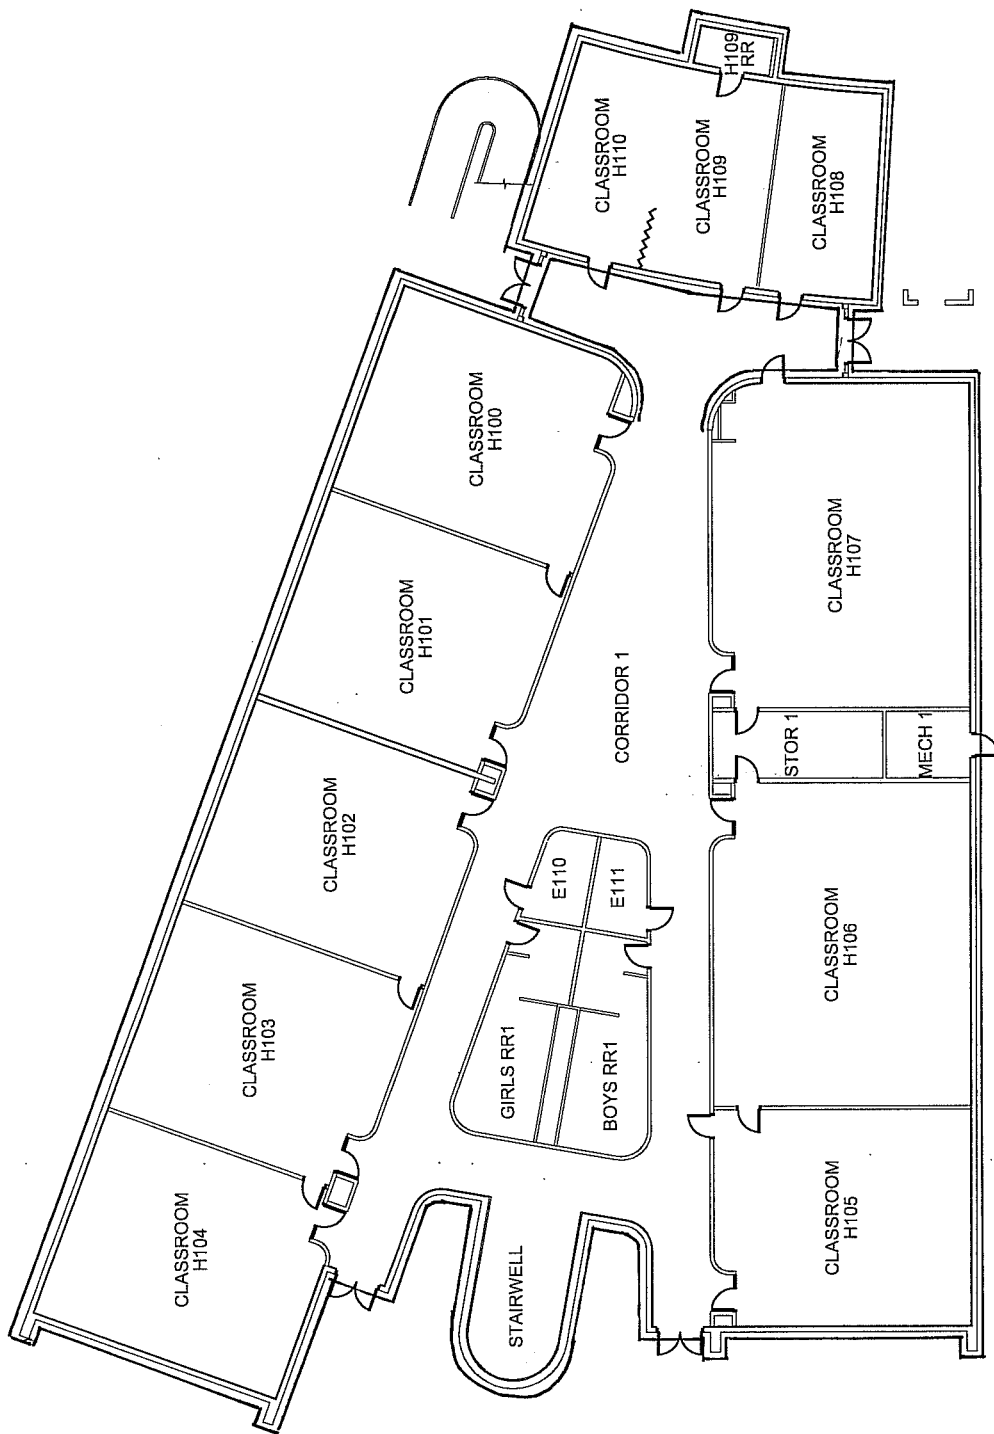 H109
RR
CLASSROOM
H110
CLASSROOM
H109
CLASSROOM
H108
CLASSROOM
H100
CLASSROOM
H101
CLASSROOM
H107
CORRIDOR 1
STOR 1
MECH 1
CLASSROOM
H102
E110
E111
CLASSROOM
H106
CLASSROOM
H103
GIRLS RR1
BOYS RR1
CLASSROOM
H104
CLASSROOM
H105
STAIRWELL